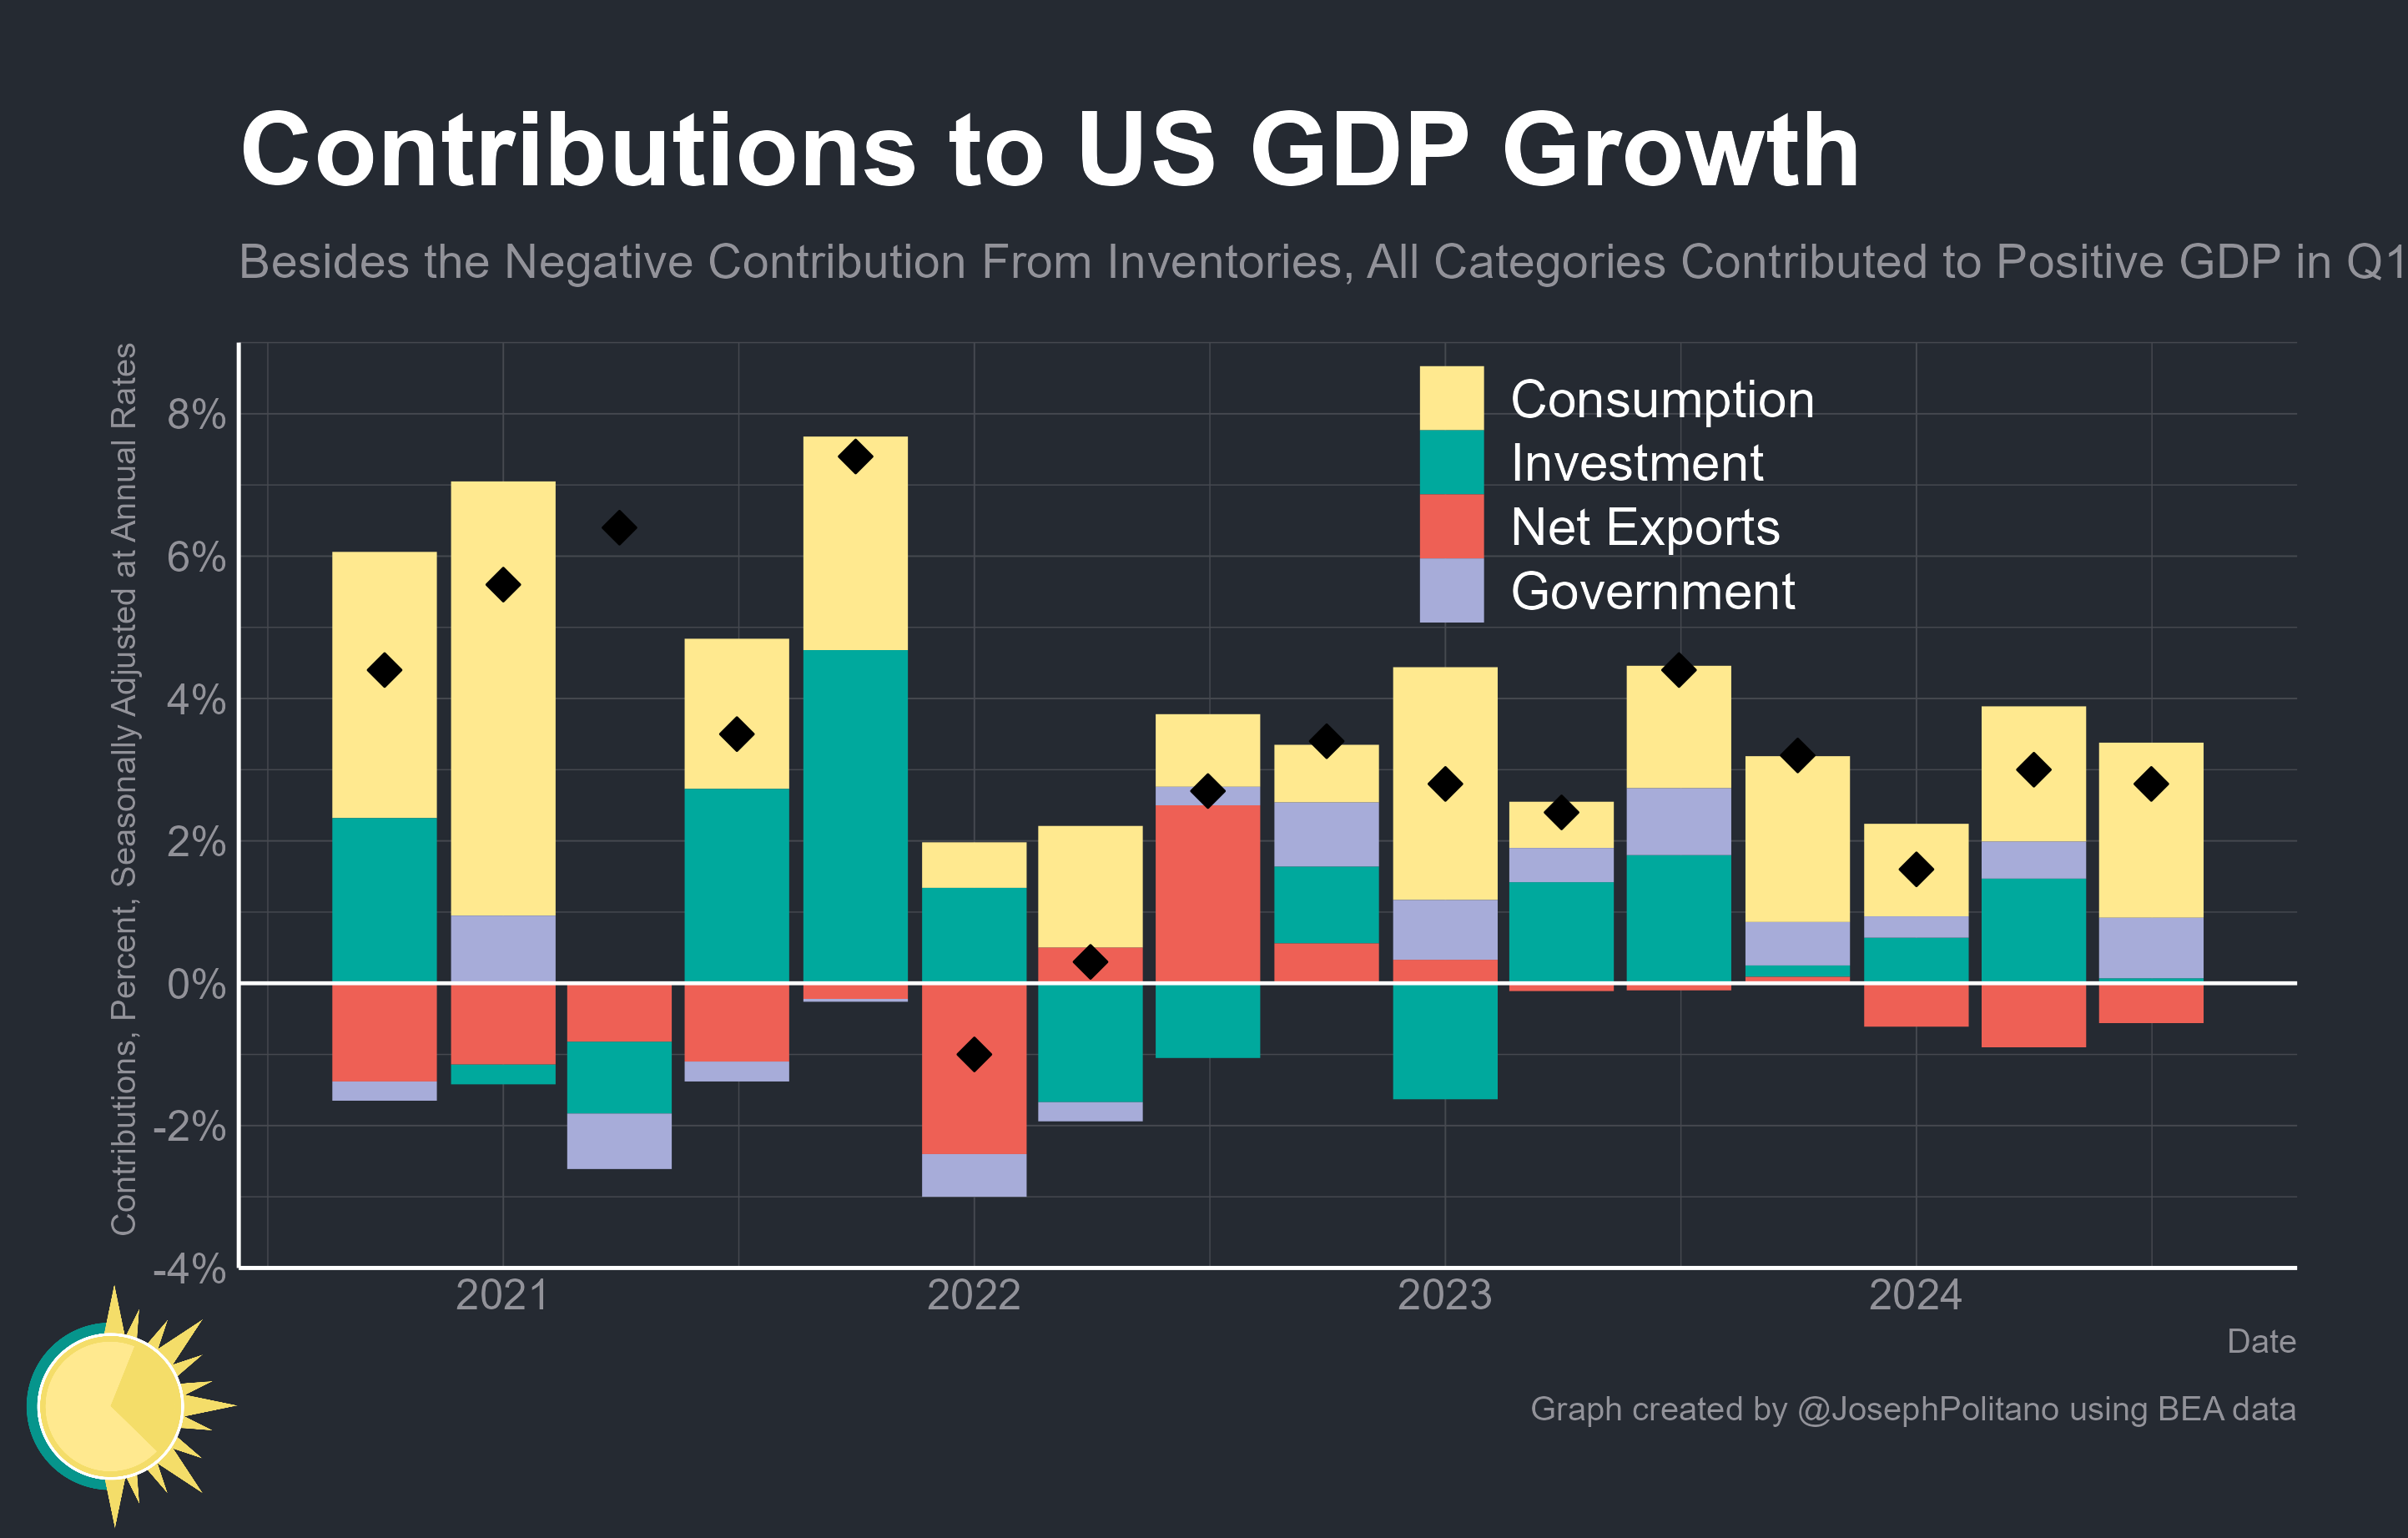 Contributions to US GDP Growth
Besides the Negative Contribution From Inventories, All Categories Contributed to Positive GDP in Q1
Contributions, Percent, Seasonally Adjusted at Annual Rates
8%
6%
4%
2%
0%
-2%
-4%
Consumption
Investment
Net Exports
Government
2021
2022
2023
2024
Date
Graph created by @JosephPolitano using BEA data